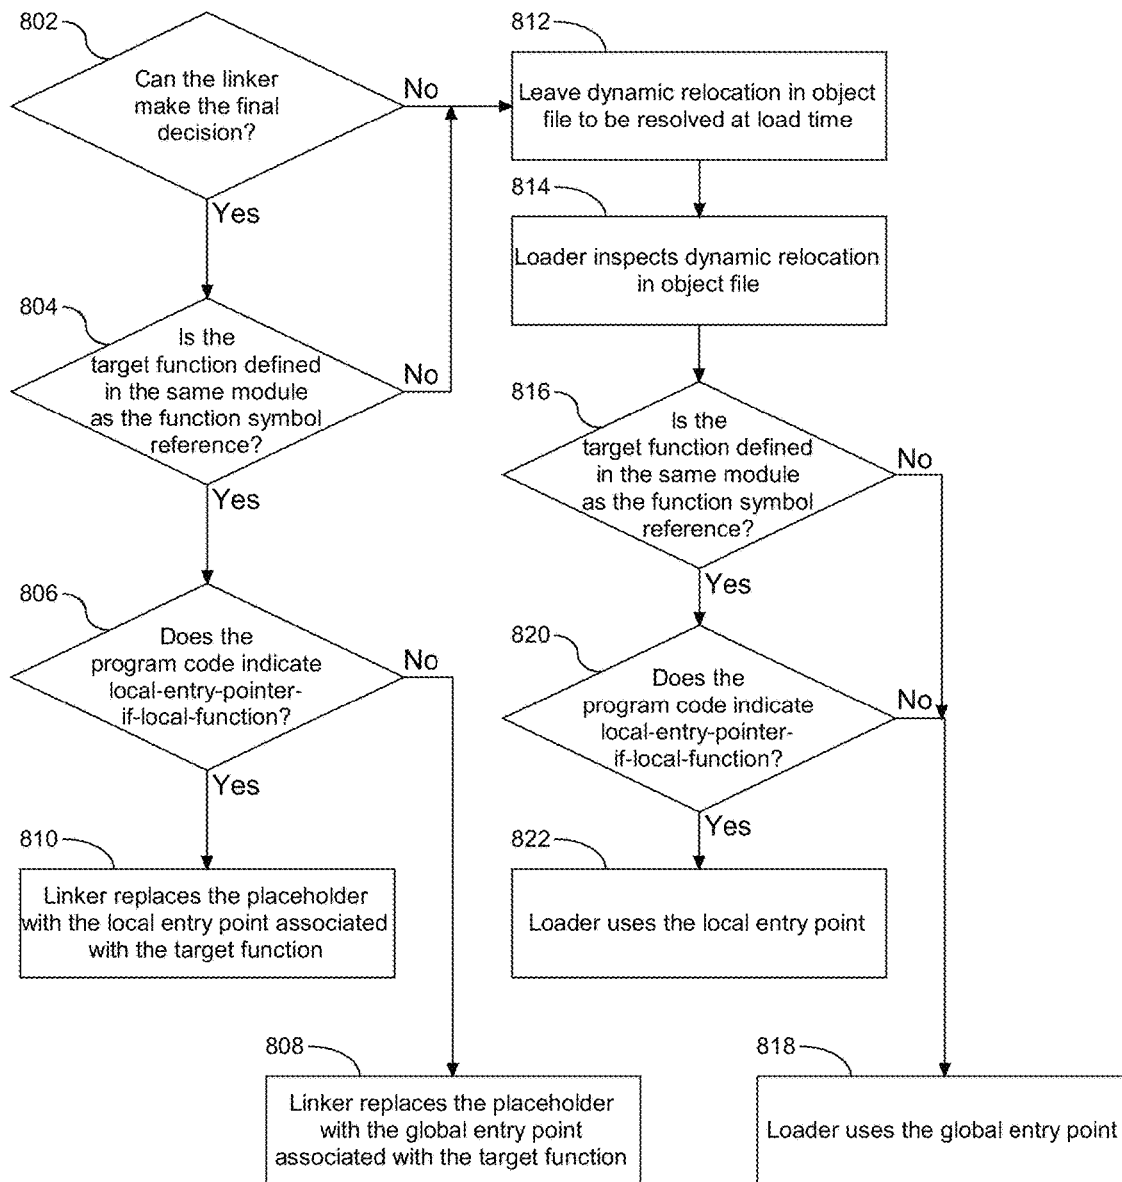 802
Can the linker
make the final
decision?
No
Yes
804
Is the
target function defined
in the same module
as the function symbol
reference?
No
Yes
806
Does the
program code indicate
local-entry-pointer-
if-local-function?
No
Yes
810
Linker replaces the placeholder
with the local entry point associated
with the target function
808
Linker replaces the placeholder
with the global entry point
associated with the target function
812
Leave dynamic relocation in object
file to be resolved at load time
814
Loader inspects dynamic relocation
in object file
816
Is the
target function defined
in the same module
as the function symbol
reference?
No
Yes
820
Does the
program code indicate
local-entry-pointer-
if-local-function?
No
Yes
822
Loader uses the local entry point
818
Loader uses the global entry point